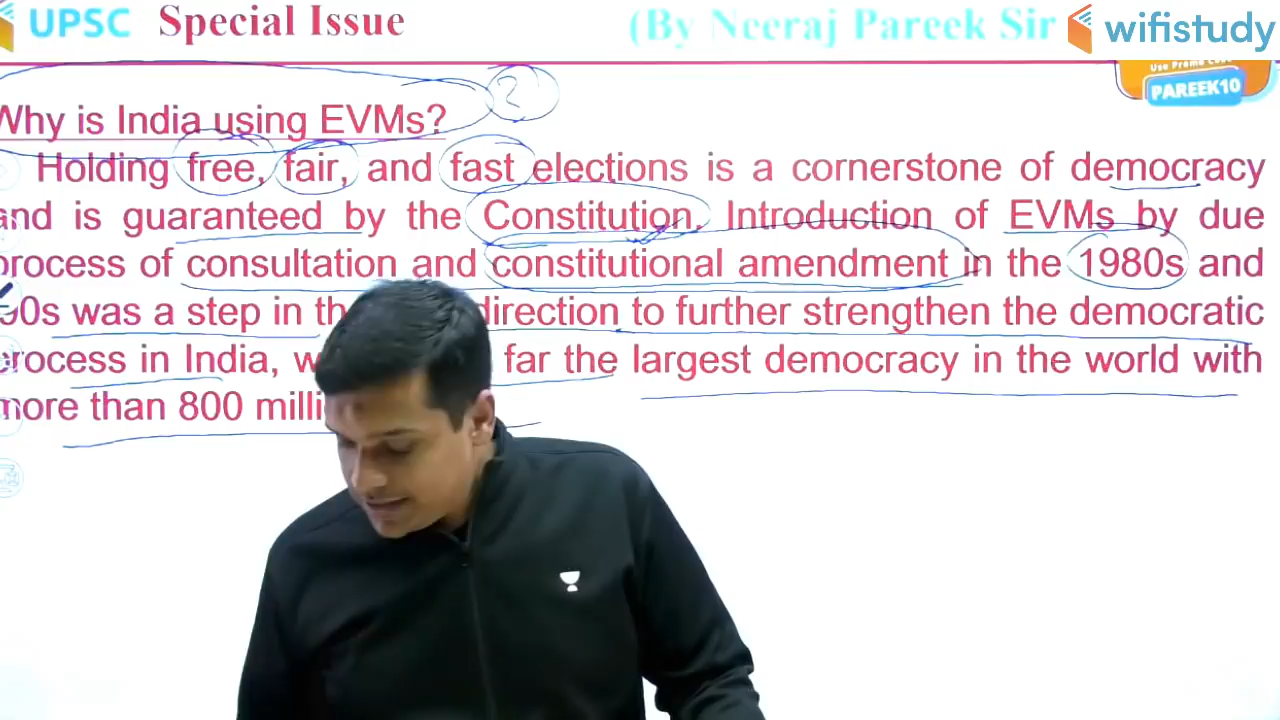 UPSC Special Issue (By Neeraj Pareek Sir wifistudy
PAREEK10
Why is India using EVMs? 2
Holding free, fair, and fast elections is a cornerstone of democracy
and is guaranteed by the Constitution. Introduction of EVMs by due
process of consultation and constitutional amendment in the 1980s and
90s was a step in direction to further strengthen the democratic
process in India, far the largest democracy in the world with
more than 800